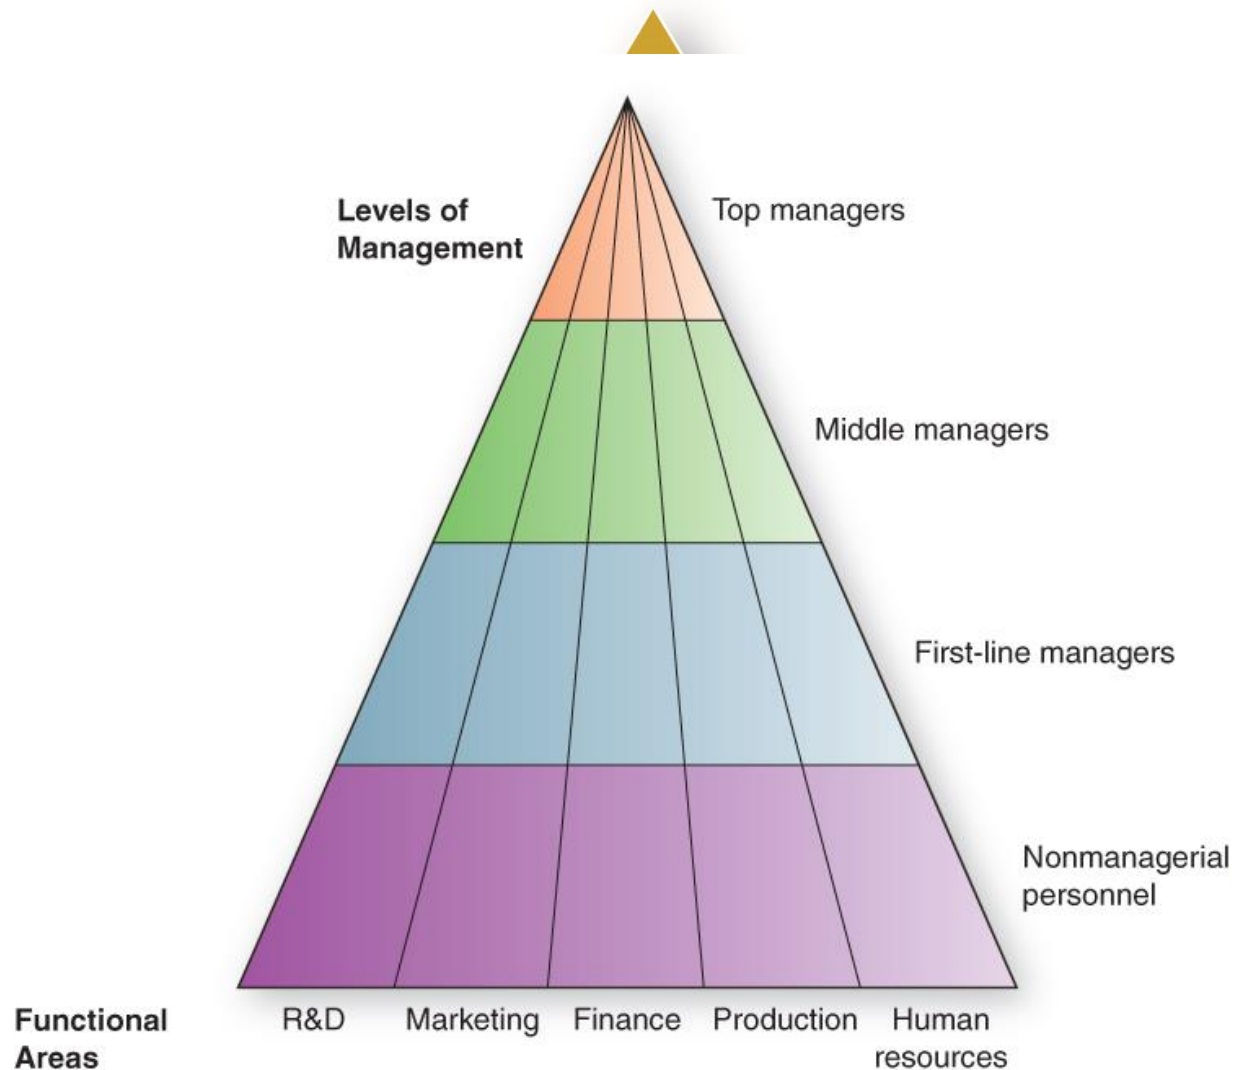 Levels of
Management
Top managers
Middle managers
First-line managers
Nonmanagerial
personnel
Functional
Areas
R&D
Marketing
Finance
Production
Human
resources